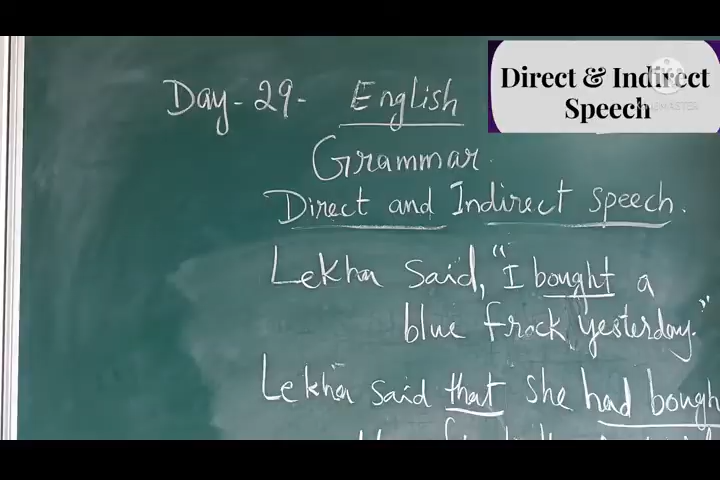 Direct & Indirect
Speech
Day - 29 - English
Grammar.
Direct and Indirect Speech.
Lekha said, "I bought a
blue frock yesterday."
Lekha said that she had bough